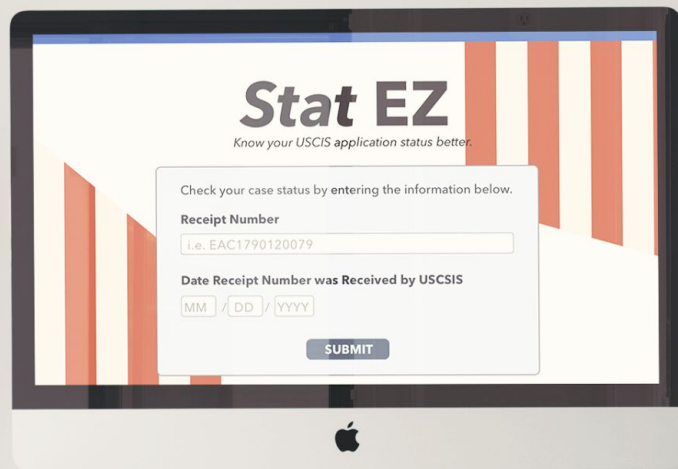 Stat EZ
Know your USCIS application status better.
Check your case status by entering the information below.
Receipt Number
i.e. EAC1790120079
Date Receipt Number was Received by USCSIS
MM / DD / YYYY
SUBMIT